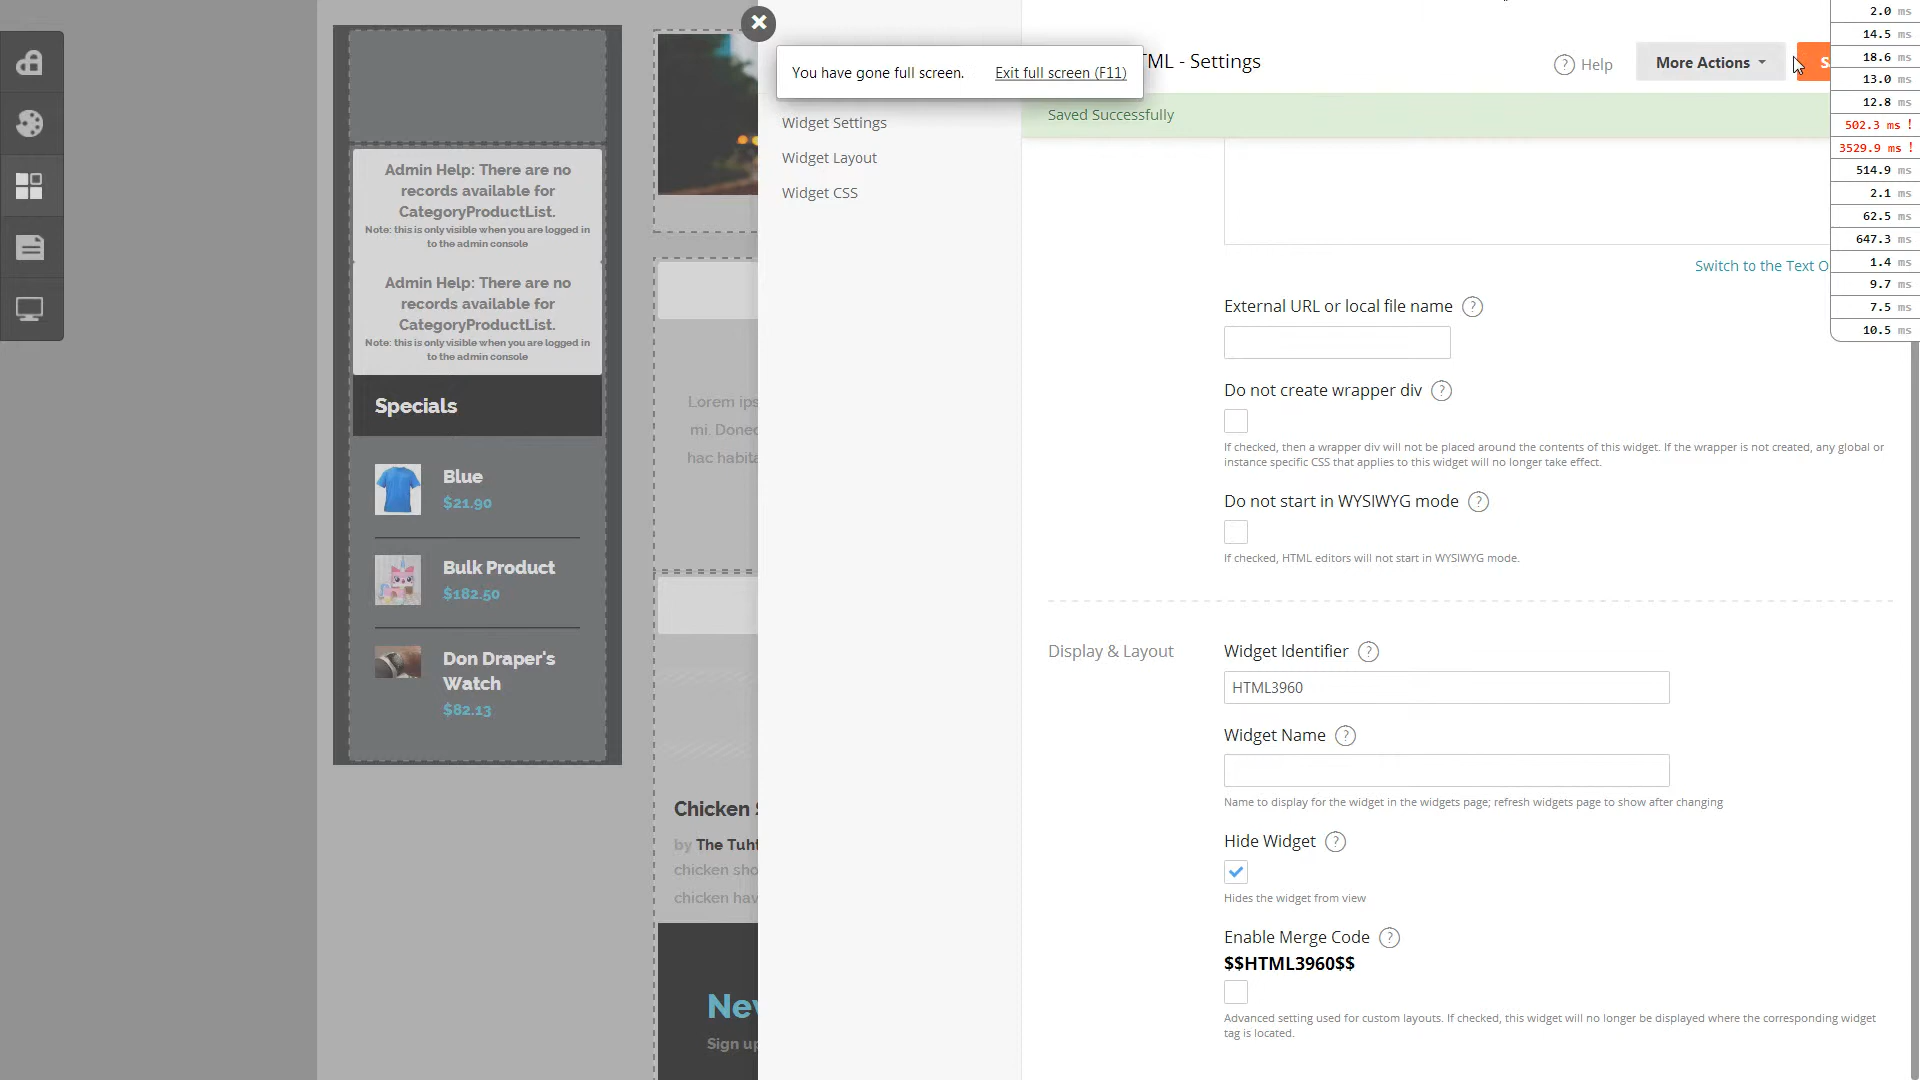 You have gone full screen. Exit full screen (F11)
TML - Settings
Help
More Actions
S
Saved Successfully
Widget Settings
Widget Layout
Widget CSS
Admin Help: There are no
records available for
CategoryProductList.
Note: this is only visible when you are logged in
to the admin console
Admin Help: There are no
records available for
CategoryProductList.
Note: this is only visible when you are logged in
to the admin console
Specials
Blue
$21.90
Bulk Product
$182.50
Don Draper's
Watch
$82.13
Lorem ips
mi. Donec
hac habita
Chicken S
by The Tuh
chicken sho
chicken hav
Nev
Sign up
Switch to the Text O
External URL or local file name ?
Do not create wrapper div ?
If checked, then a wrapper div will not be placed around the contents of this widget. If the wrapper is not created, any global or
instance specific CSS that applies to this widget will no longer take effect.
Do not start in WYSIWYG mode ?
If checked, HTML editors will not start in WYSIWYG mode.
Display & Layout
Widget Identifier ?
HTML3960
Widget Name ?
Name to display for the widget in the widgets page; refresh widgets page to show after changing
Hide Widget ?
Hides the widget from view
Enable Merge Code ?
$$HTML3960$$
Advanced setting used for custom layouts. If checked, this widget will no longer be displayed where the corresponding widget
tag is located.
2.0 ms
14.5 ms
18.6 ms
13.0 ms
12.8 ms
502.3 ms !
3529.9 ms !
514.9 ms
2.1 ms
62.5 ms
647.3 ms
1.4 ms
9.7 ms
7.5 ms
10.5 ms